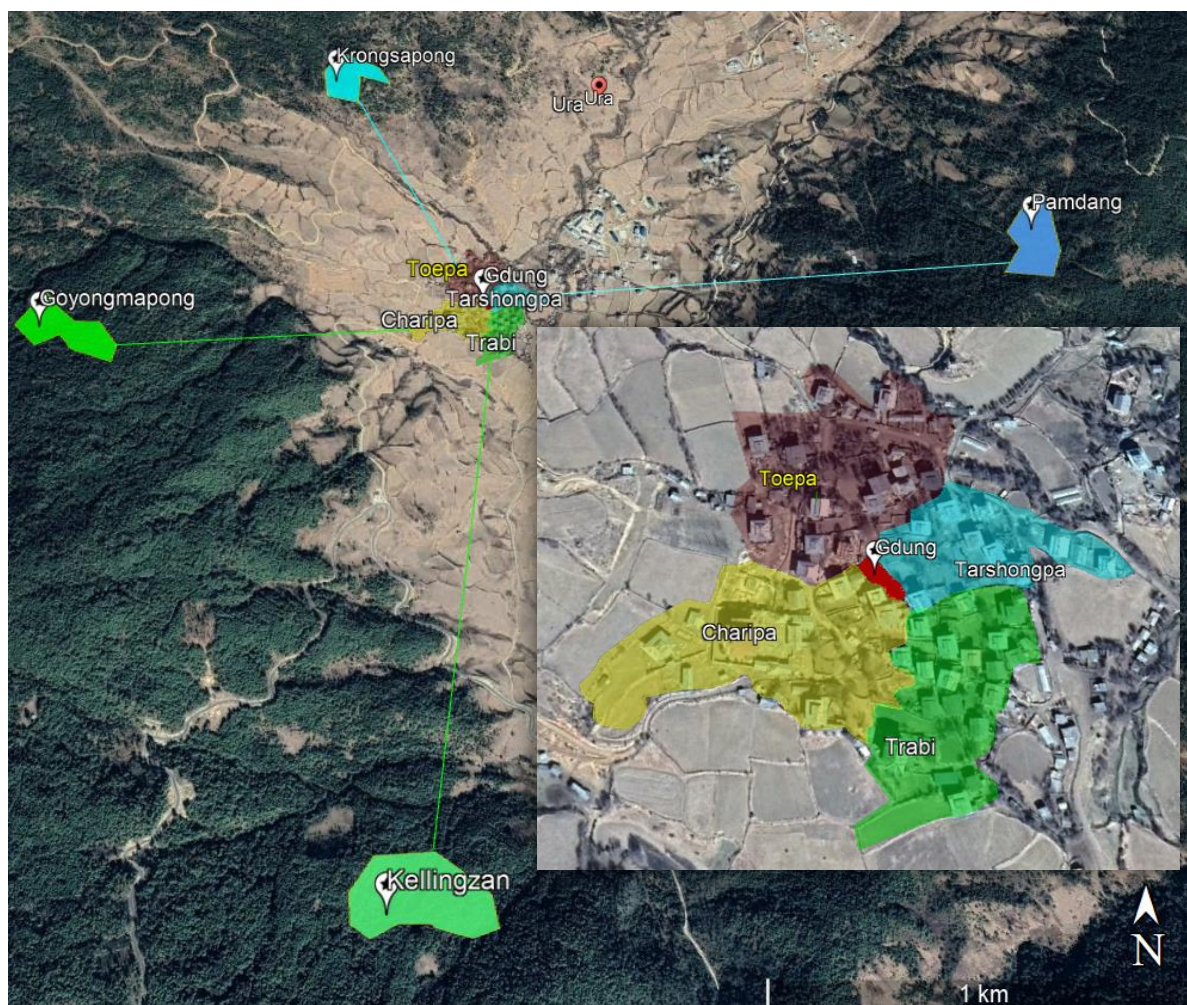 Krongsapong
Ura
Ura
Pamdang
Toepa
Gdung
Goyongmapong
Tarshongpa
Charipa
Trabi
Toepa
Gdung
Tarshongpa
Charipa
Trabi
Kellingzan
N
1 km